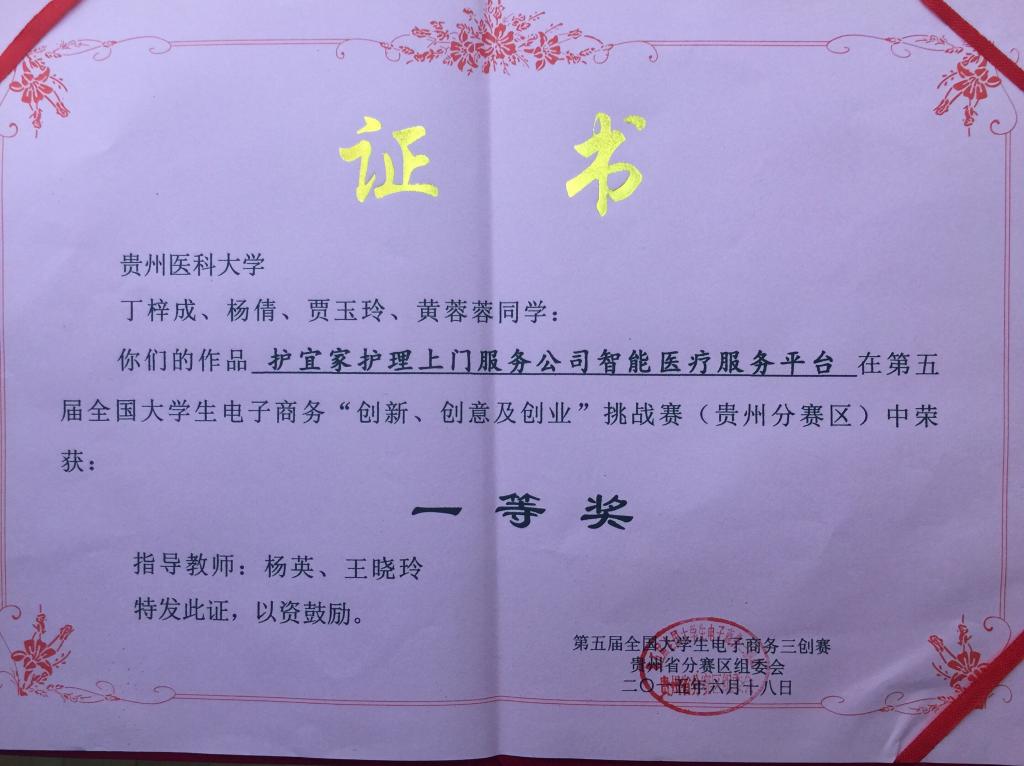 证 书
贵州医科大学
丁梓成、杨倩、贾玉玲、黄蓉蓉同学：
你们的作品 护宜家护理上门服务公司智能医疗服务平台 在第五
届全国大学生电子商务“创新、创意及创业”挑战赛（贵州分赛区）中荣
获：
一等奖
指导教师：杨英、王晓玲
特发此证，以资鼓励。
第五届全国大学生电子商务三创赛
贵州省分赛区组委会
二〇一五年六月十八日